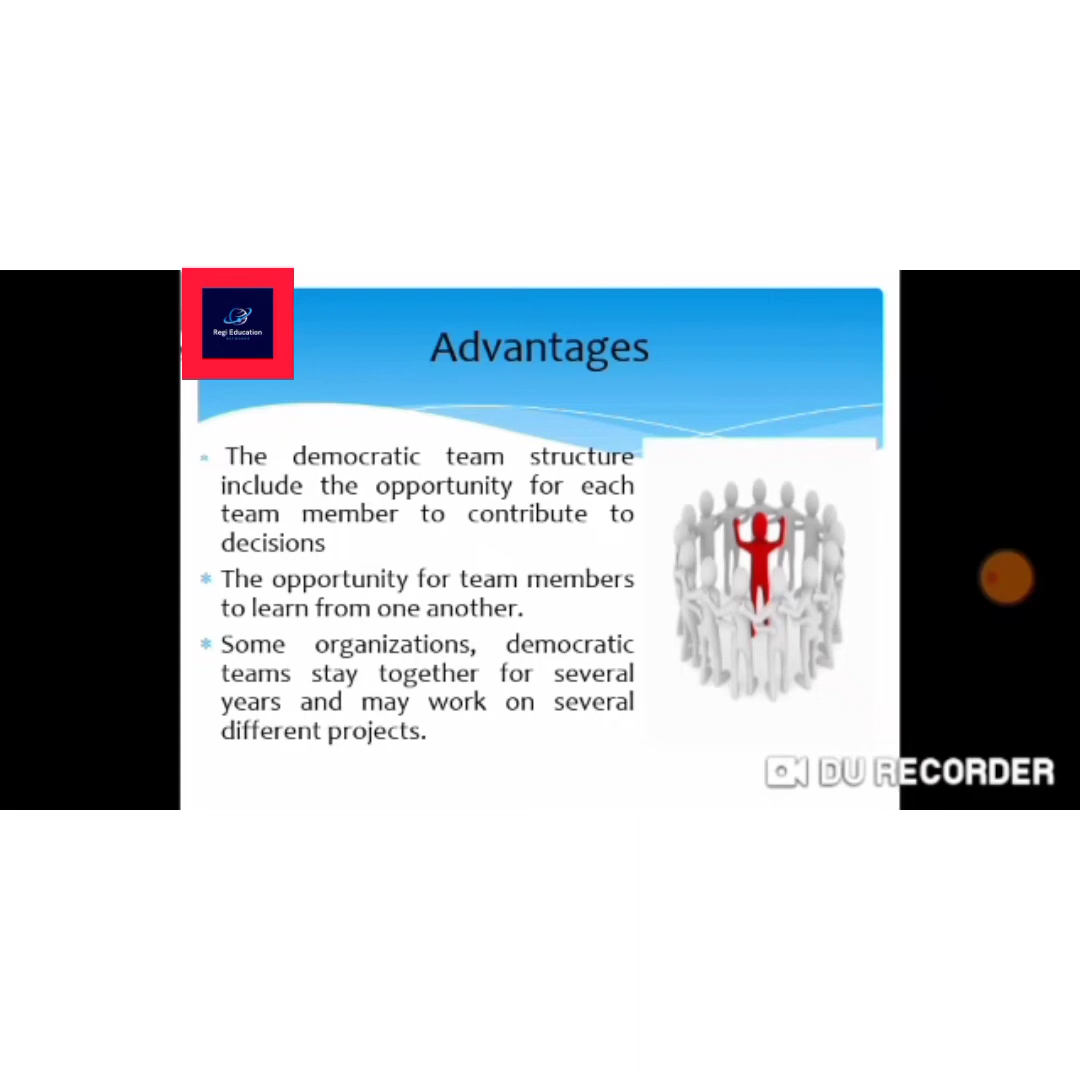 Regi Education
Advantages
The democratic team structure
include the opportunity for each
team member to contribute to
decisions
The opportunity for team members
to learn from one another.
Some organizations, democratic
teams stay together for several
years and may work on several
different projects.
DU RECORDER